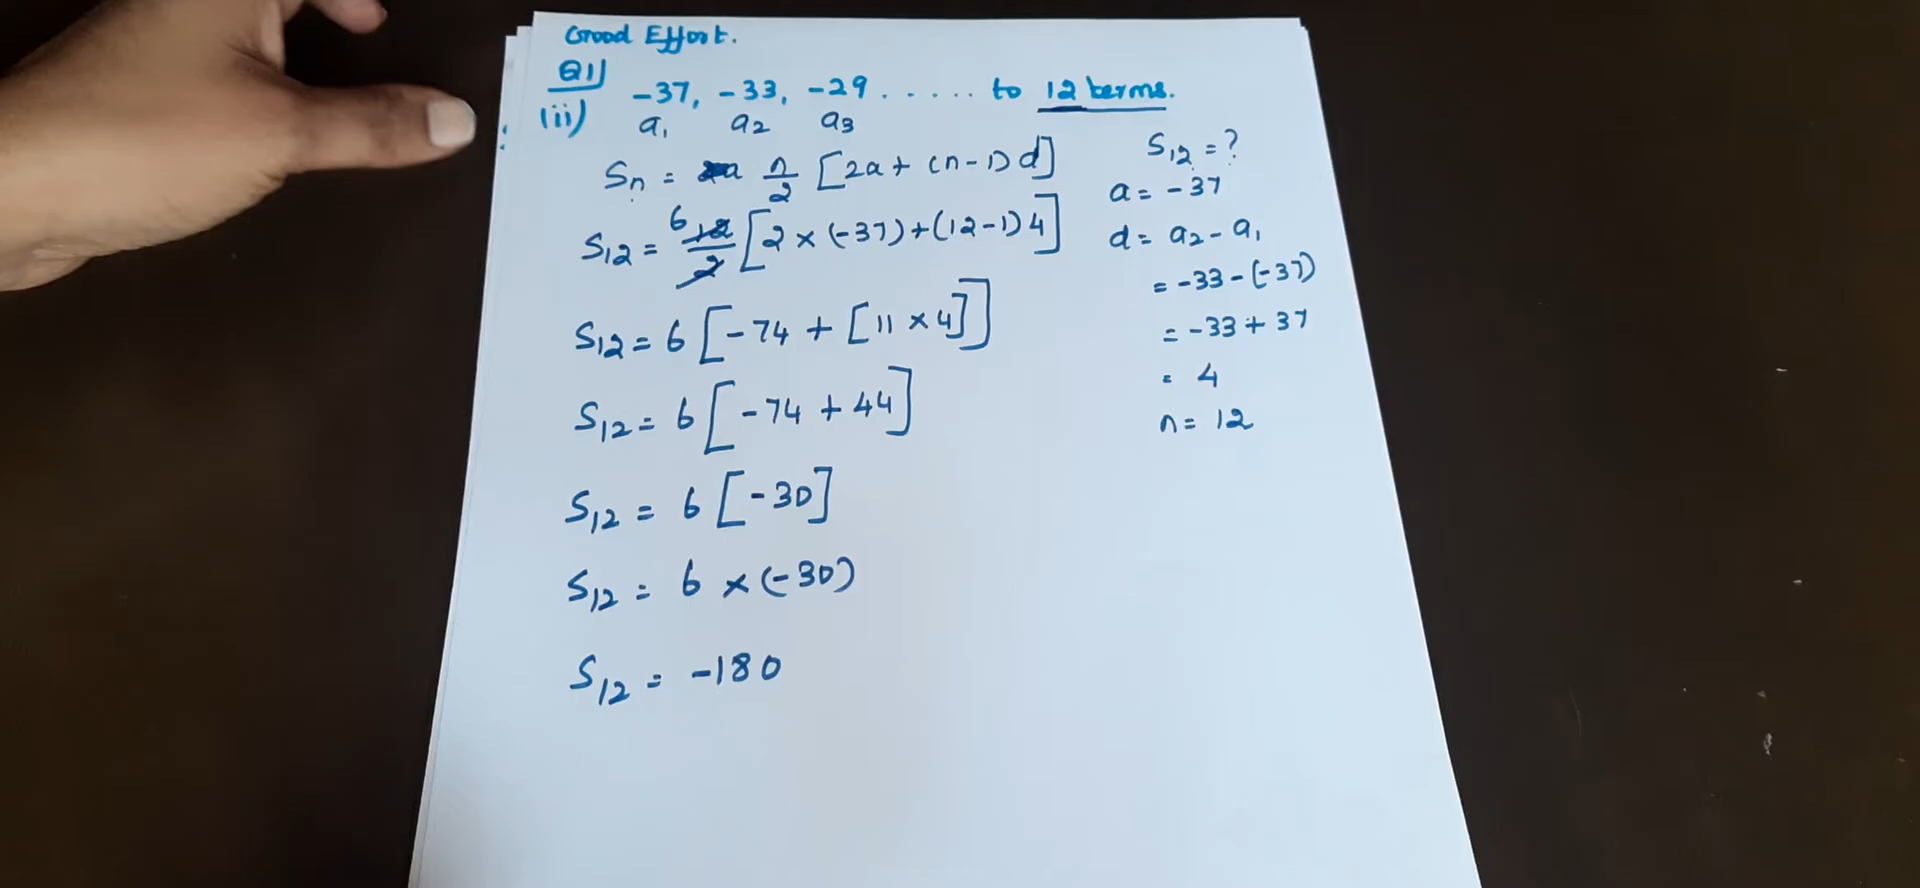 Good Effort.
Q1)
(ii) -37, -33, -29 ..... to 12 terms.
a₁ a₂ a₃
Sₙ = n/2 [2a + (n-1) d]
S₁₂ = 6 12/2 [2 × (-37) + (12-1) 4]
S₁₂ = 6 [-74 + [11 × 4]]
S₁₂ = 6 [-74 + 44]
S₁₂ = 6 [-30]
S₁₂ = 6 × (-30)
S₁₂ = -180
S₁₂ = ?
a = -37
d = a₂ - a₁
= -33 - (-37)
= -33 + 37
= 4
n = 12